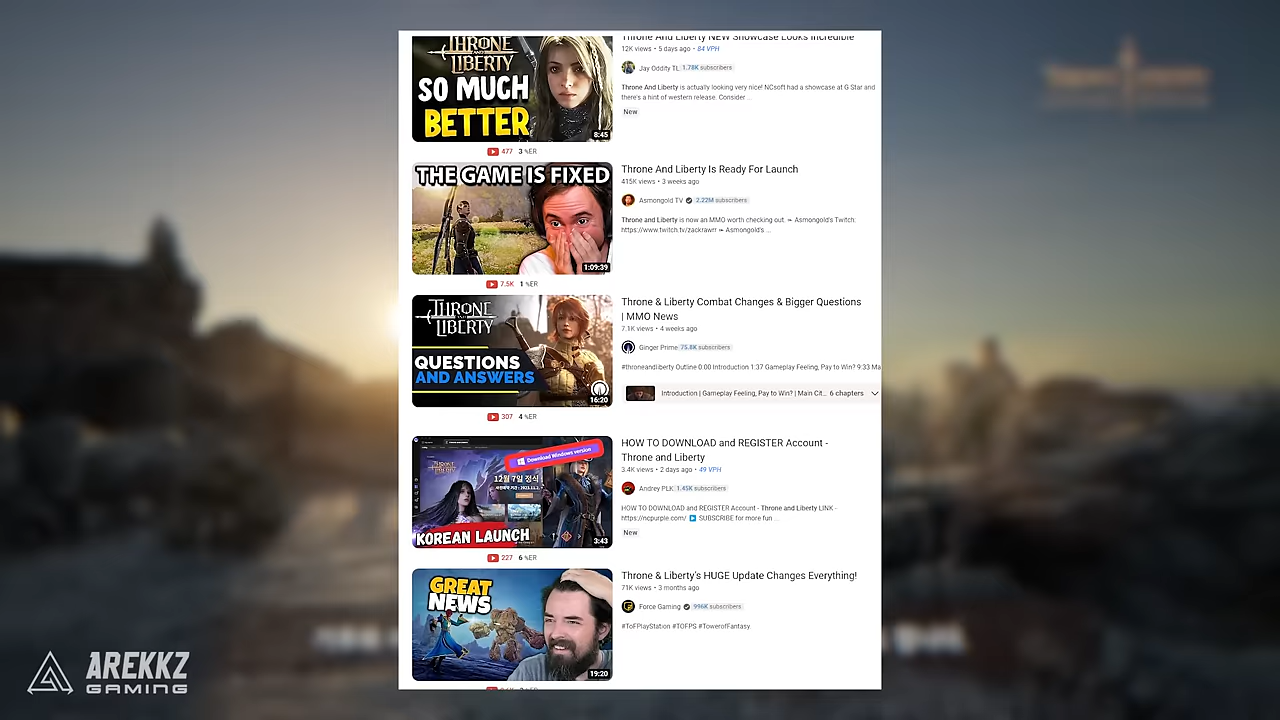 Throne And Liberty NEW Showcase Looks Incredible
12K views • 5 days ago • 84 VPH
Jay Oddity TL 1.78K subscribers
Throne And Liberty is actually looking very nice! NCsoft had a showcase at G Star and
there's a hint of western release. Consider ...
New
THRONE
AND
LIBERTY
SO MUCH
BETTER
8:45
477 3 %ER
THE GAME IS FIXED
1:09:39
Throne And Liberty Is Ready For Launch
415K views • 3 weeks ago
Asmongold TV 2.22M subscribers
Throne and Liberty is now an MMO worth checking out. ➨ Asmongold's Twitch:
https://www.twitch.tv/zackrawrr ➨ Asmongold's ...
7.5K 1 %ER
THRONE
AND
LIBERTY
QUESTIONS
AND ANSWERS
16:20
Throne & Liberty Combat Changes & Bigger Questions
| MMO News
7.1K views • 4 weeks ago
Ginger Prime 75.8K subscribers
#throneandliberty Outline 0:00 Introduction 1:37 Gameplay Feeling, Pay to Win? 9:33 Ma
Introduction | Gameplay Feeling, Pay to Win? | Main Cit... 6 chapters
307 4 %ER
Download Windows version
12월 7일 정식
KOREAN LAUNCH
3:43
HOW TO DOWNLOAD and REGISTER Account -
Throne and Liberty
3.4K views • 2 days ago • 49 VPH
Andrey PLK 1.45K subscribers
HOW TO DOWNLOAD and REGISTER Account - Throne and Liberty LINK -
https://ncpurple.com/ ▶ SUBSCRIBE for more fun ...
New
227 6 %ER
GREAT
NEWS
19:20
Throne & Liberty's HUGE Update Changes Everything!
71K views • 3 months ago
Force Gaming 996K subscribers
#ToFPlayStation #TOFPS #TowerofFantasy.
AREKKZ
GAMING